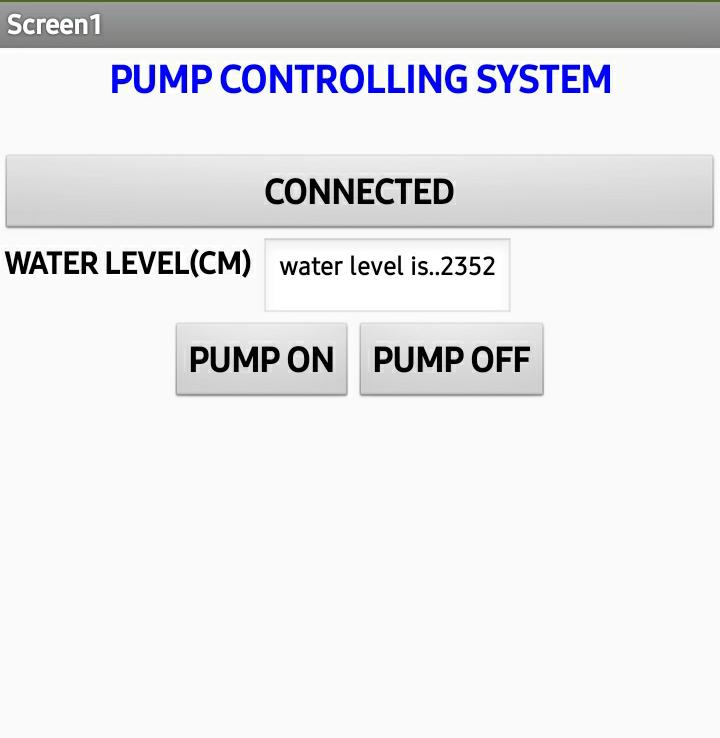 Screen1
PUMP CONTROLLING SYSTEM
CONNECTED
WATER LEVEL(CM) water level is..2352
PUMP ON PUMP OFF